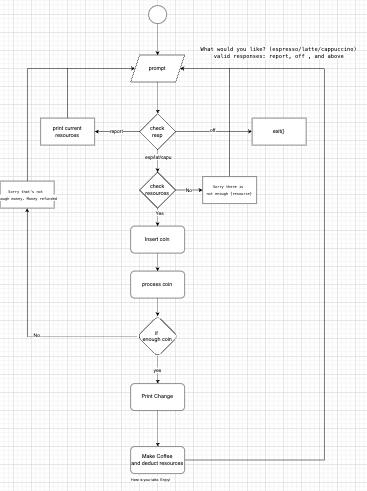 What would you like? (espresso/latte/cappuccino)
valid responses: report, off , and above
prompt
print current
resources
report
check
resp
off
exit()
esp/lat/capu
check
resources
No
Sorry there is
not enough {resource}
Sorry that's not
ough money. Money refunded
Yes
Insert coin
process coin
if
enough coin
No
yes
Print Change
Make Coffee
and deduct resources
Here is your latte. Enjoy!